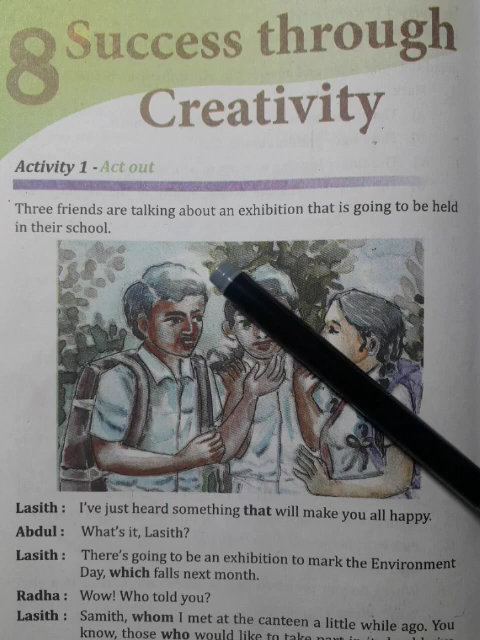 8 Success through
Creativity
Activity 1 - Act out
Three friends are talking about an exhibition that is going to be held
in their school.
Lasith : I've just heard something that will make you all happy.
Abdul : What's it, Lasith?
Lasith : There's going to be an exhibition to mark the Environment
Day, which falls next month.
Radha : Wow! Who told you?
Lasith : Samith, whom I met at the canteen a little while ago. You
know, those who would like to take part in it should